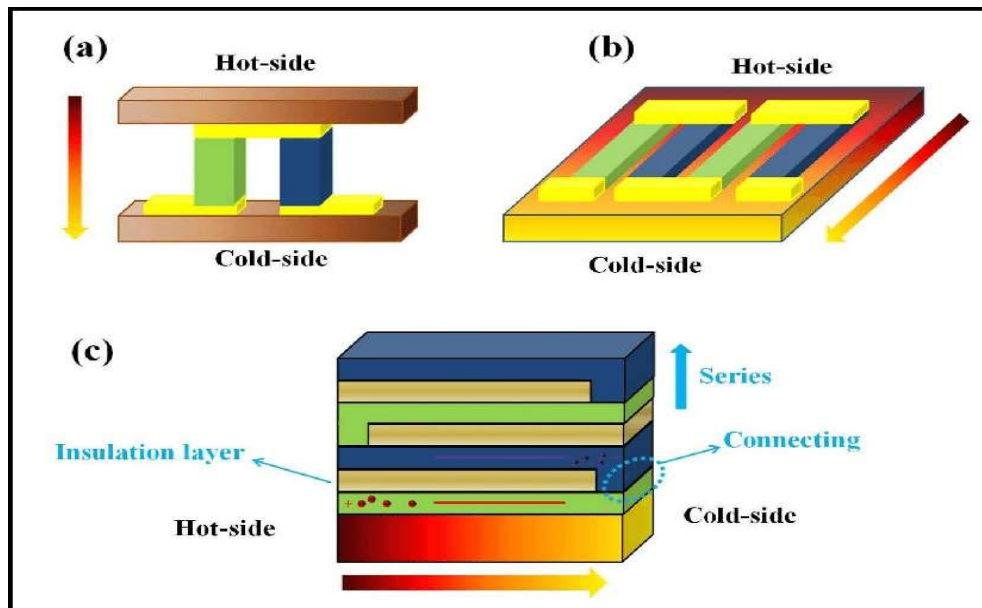 (a)
Hot-side
Cold-side
(b)
Hot-side
Cold-side
(c)
Series
Insulation layer
Connecting
+
Hot-side
Cold-side